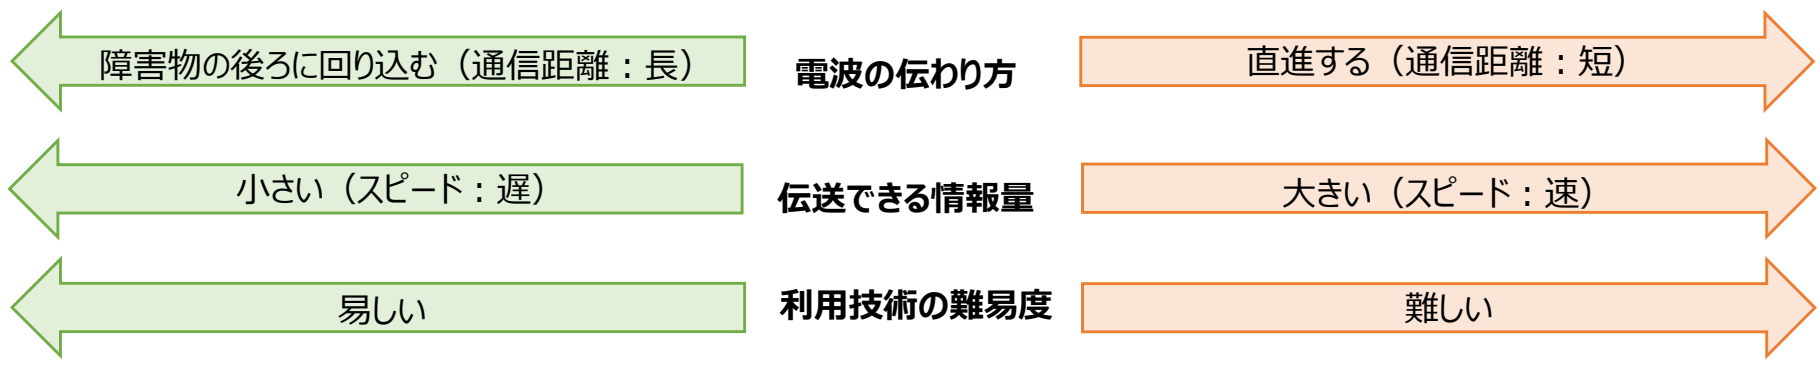 障害物の後ろに回り込む（通信距離：長）
電波の伝わり方
直進する（通信距離：短）
小さい（スピード：遅）
伝送できる情報量
大きい（スピード：速）
易しい
利用技術の難易度
難しい